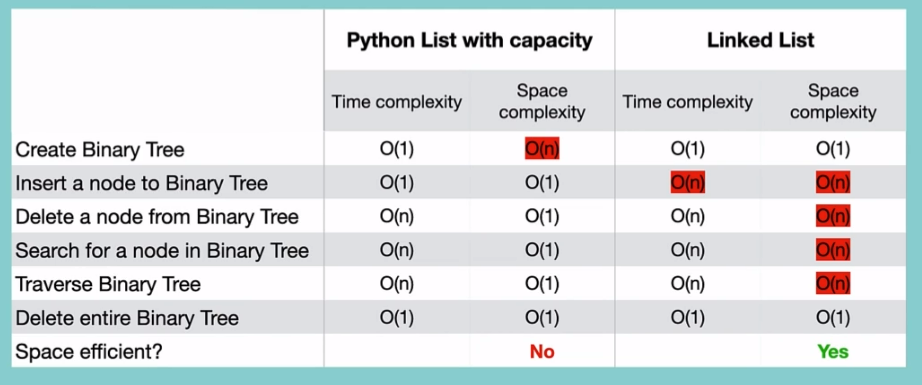 Python List with capacity Linked List
Time complexity Space complexity Time complexity Space complexity
Create Binary Tree O(1) O(n) O(1) O(1)
Insert a node to Binary Tree O(1) O(1) O(n) O(n)
Delete a node from Binary Tree O(n) O(1) O(n) O(n)
Search for a node in Binary Tree O(n) O(1) O(n) O(n)
Traverse Binary Tree O(n) O(1) O(n) O(n)
Delete entire Binary Tree O(1) O(1) O(1) O(1)
Space efficient? No Yes